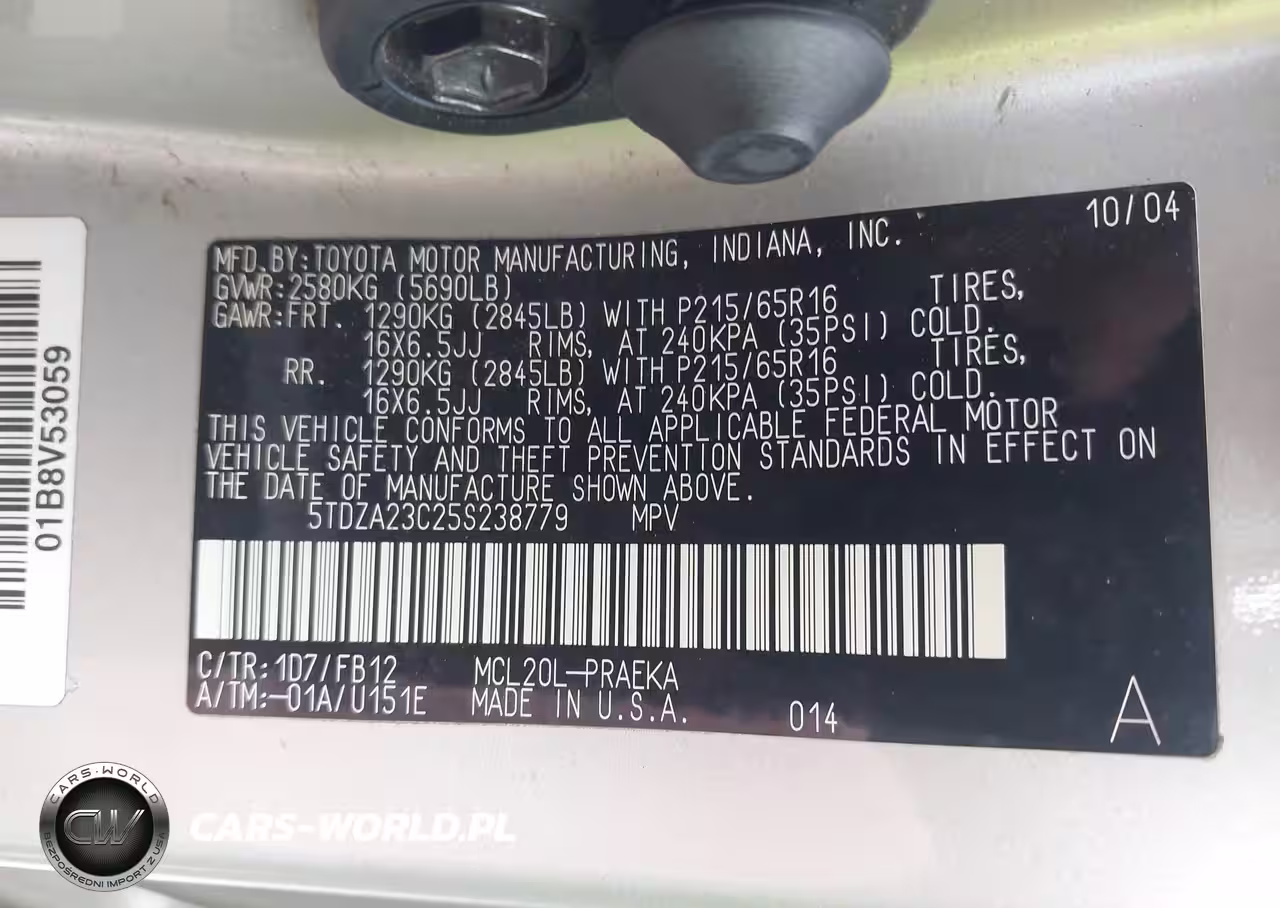 10/04
MFD.BY:TOYOTA MOTOR MANUFACTURING, INDIANA, INC.
GVWR:2580KG (5690LB)
GAWR:FRT. 1290KG (2845LB) WITH P215/65R16 TIRES,
16X6.5JJ RIMS, AT 240KPA (35PSI) COLD.
RR. 1290KG (2845LB) WITH P215/65R16 TIRES,
16X6.5JJ RIMS, AT 240KPA (35PSI) COLD.
THIS VEHICLE CONFORMS TO ALL APPLICABLE FEDERAL MOTOR
VEHICLE SAFETY AND THEFT PREVENTION STANDARDS IN EFFECT ON
THE DATE OF MANUFACTURE SHOWN ABOVE.
5TDZA23C25S238779 MPV
C/TR:1D7/FB12 MCL20L-PRAEKA
A/TM:-01A/U151E MADE IN U.S.A. 014 A
01B8V53059
CARS-WORLD
CW
BEZPOŚREDNI IMPORT Z USA
CARS-WORLD.PL